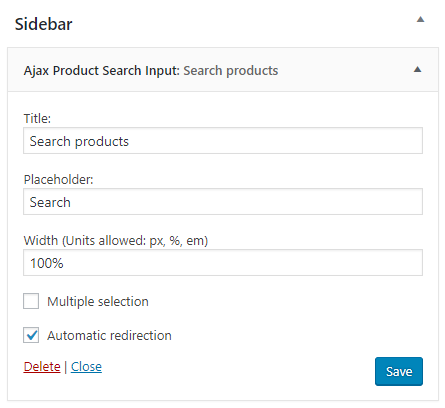 Sidebar
Ajax Product Search Input: Search products
Title:
Search products
Placeholder:
Search
Width (Units allowed: px, %, em)
100%
Multiple selection
Automatic redirection
Delete | Close
Save